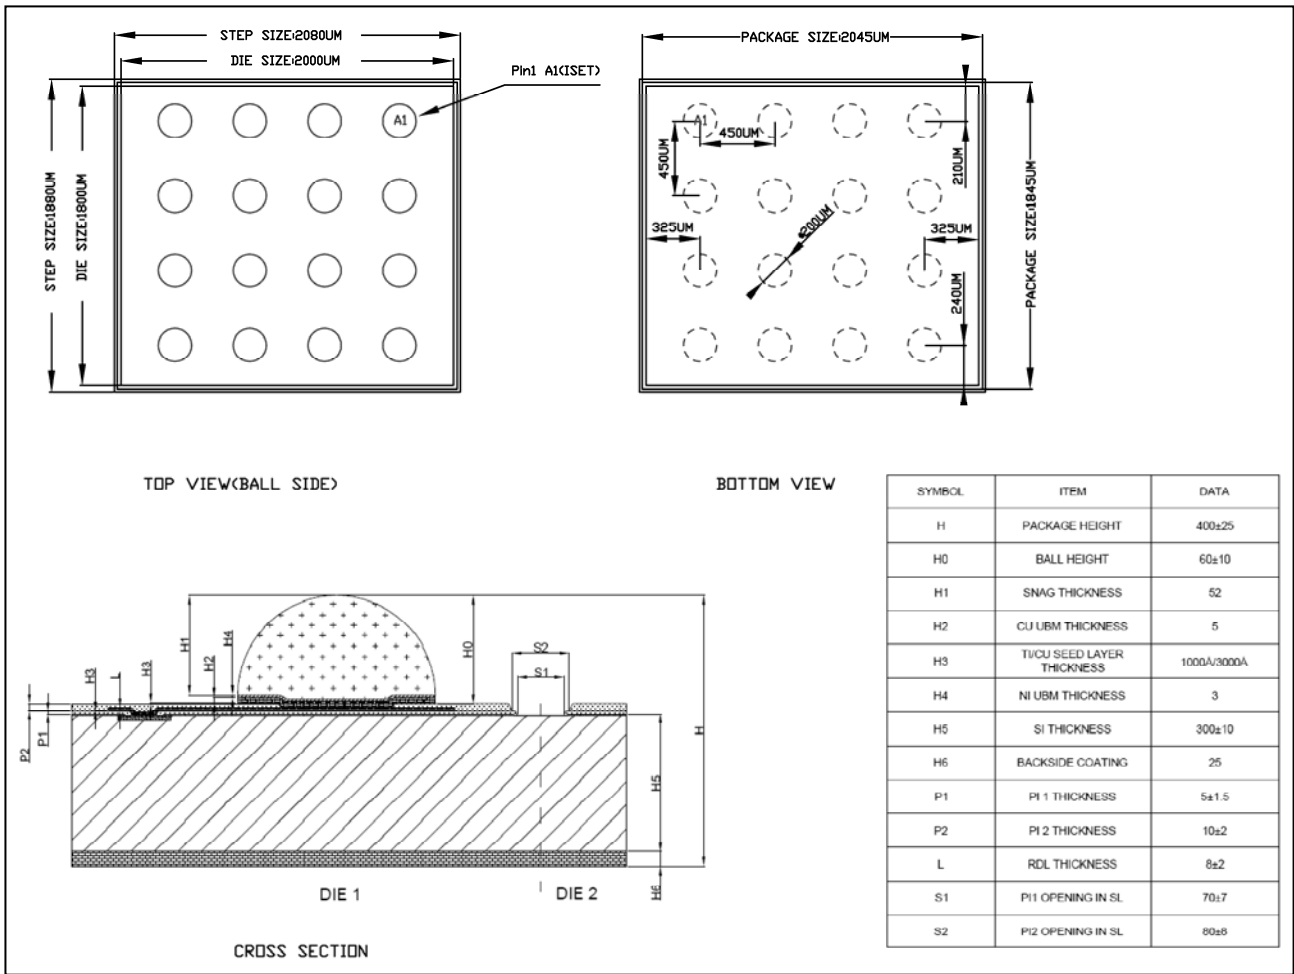 STEP SIZE:2080UM
DIE SIZE:2000UM
PIn1 A1(ISET)
A1
STEP SIZE:1880UM
DIE SIZE:1800UM
PACKAGE SIZE:2045UM
A1
450UM
450UM
210UM
⌀200UM
325UM
325UM
240UM
PACKAGE SIZE:1845UM
TOP VIEW(BALL SIDE)
BOTTOM VIEW
SYMBOL ITEM DATA
H PACKAGE HEIGHT 400±25
H0 BALL HEIGHT 60±10
H1 SNAG THICKNESS 52
H2 CU UBM THICKNESS 5
H3 TI/CU SEED LAYER
THICKNESS 1000Å/3000Å
H4 NI UBM THICKNESS 3
H5 SI THICKNESS 300±10
H6 BACKSIDE COATING 25
P1 PI 1 THICKNESS 5±1.5
P2 PI 2 THICKNESS 10±2
L RDL THICKNESS 8±2
S1 PI1 OPENING IN SL 70±7
S2 PI2 OPENING IN SL 80±8
H1
H4
H0
S2
S1
H3
L
H3
H2
P2
P1
H
H5
H6
DIE 1
DIE 2
CROSS SECTION